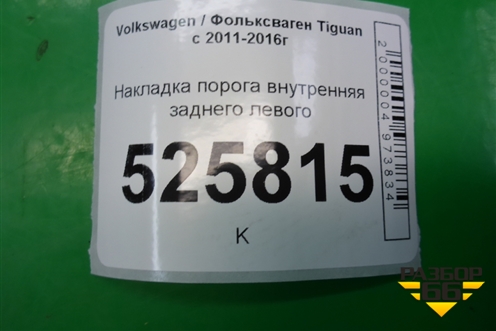 Volkswagen / Фольксваген Tiguan
с 2011-2016г
Накладка порога внутренняя
заднего левого
525815
К
2000004973834
РАЗБОР
66